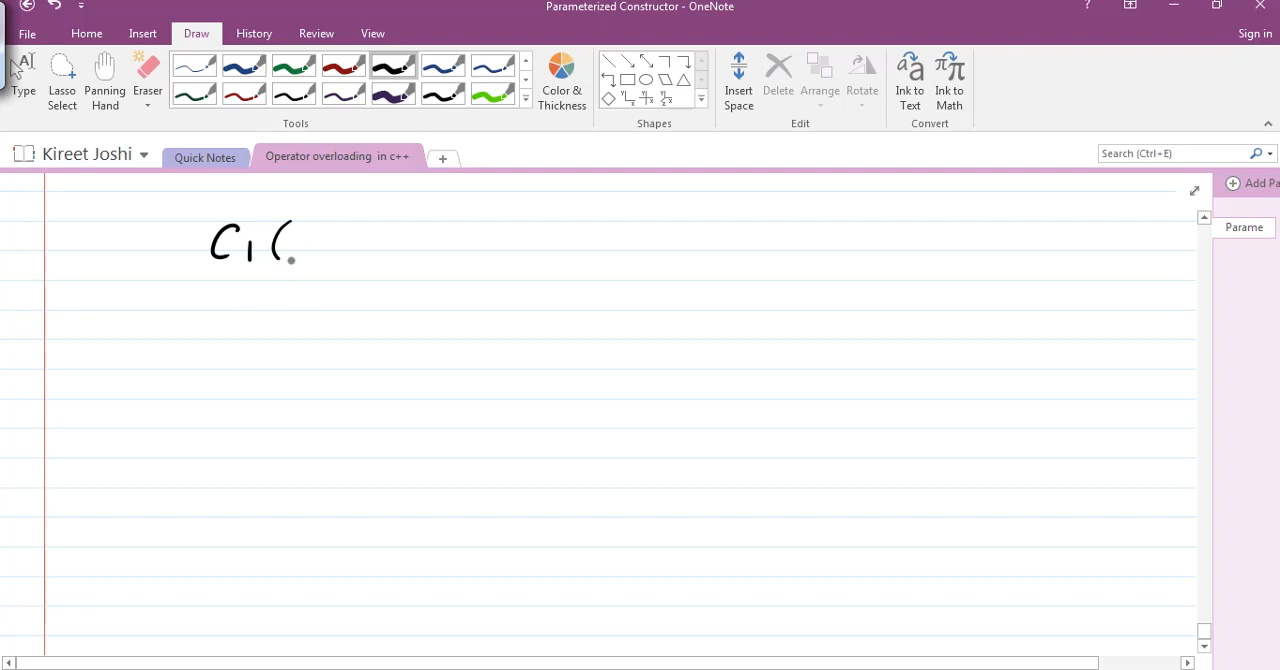 Parameterized Constructor - OneNote
?
File Home Insert Draw History Review View Sign in
Type
Lasso Select
Panning Hand
Eraser
Color & Thickness
Insert Space
Delete
Arrange
Rotate
Ink to Text
Ink to Math
Tools Shapes Edit Convert
Kireet Joshi Quick Notes Operator overloading in c++ + Search (Ctrl+E)
Add Pa
Parame
C1 (